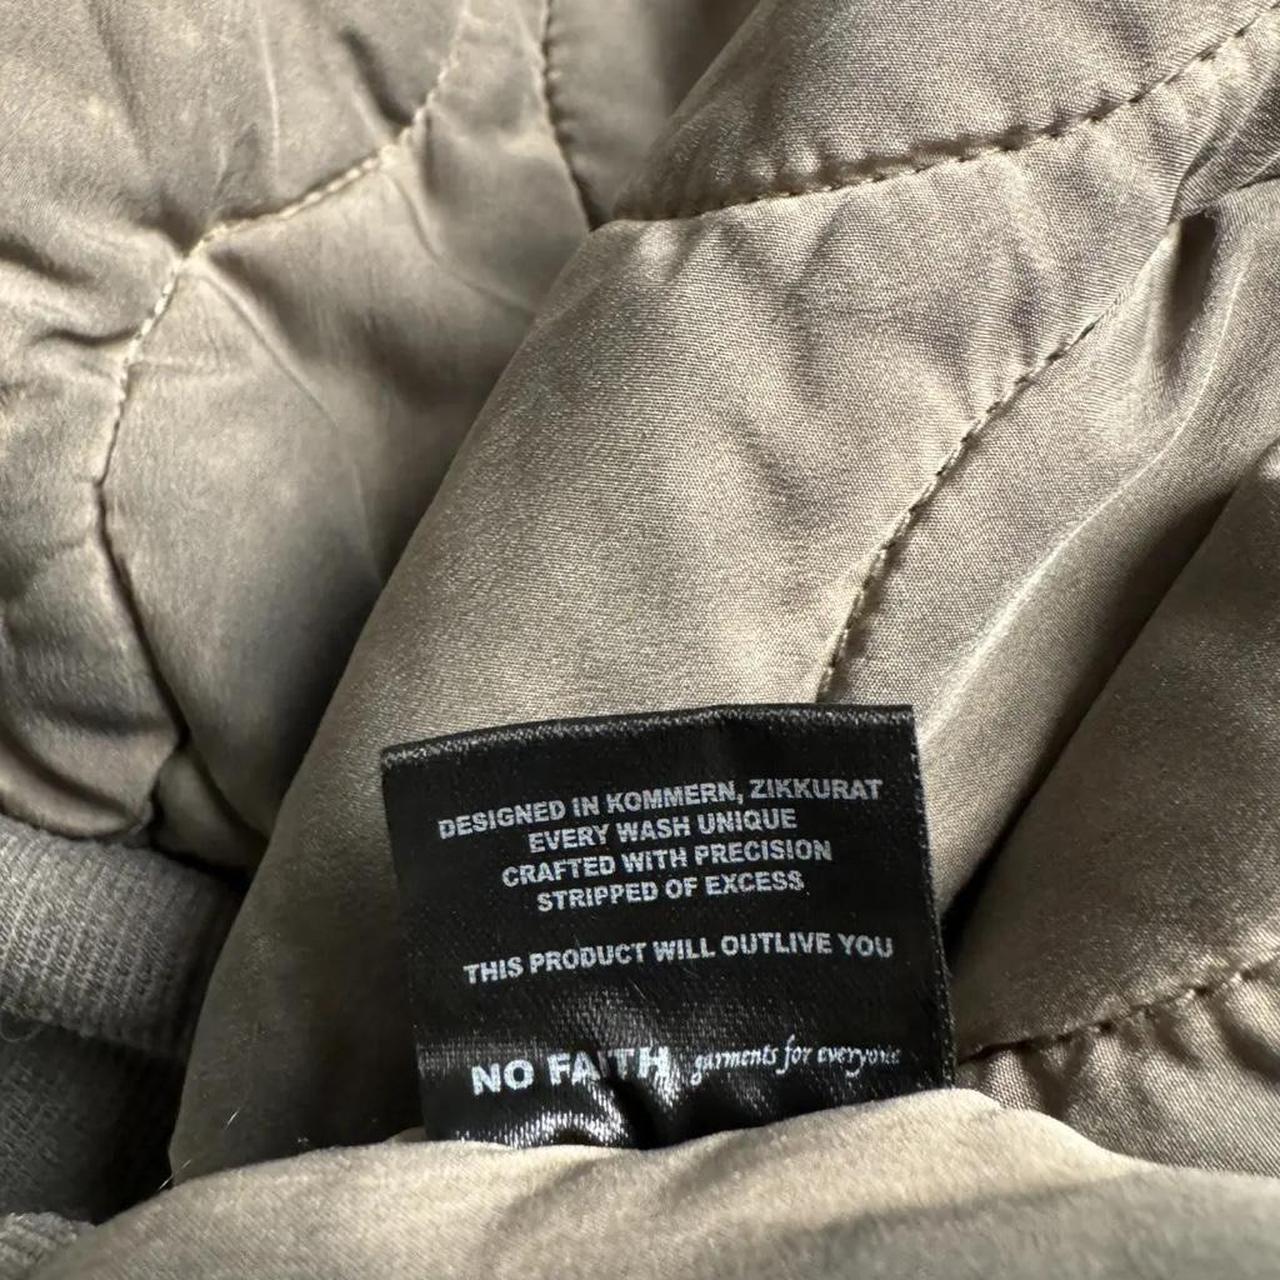 DESIGNED IN KOMMERN, ZIKKURAT
EVERY WASH UNIQUE
CRAFTED WITH PRECISION
STRIPPED OF EXCESS
THIS PRODUCT WILL OUTLIVE YOU
NO FAITH garments for everyone